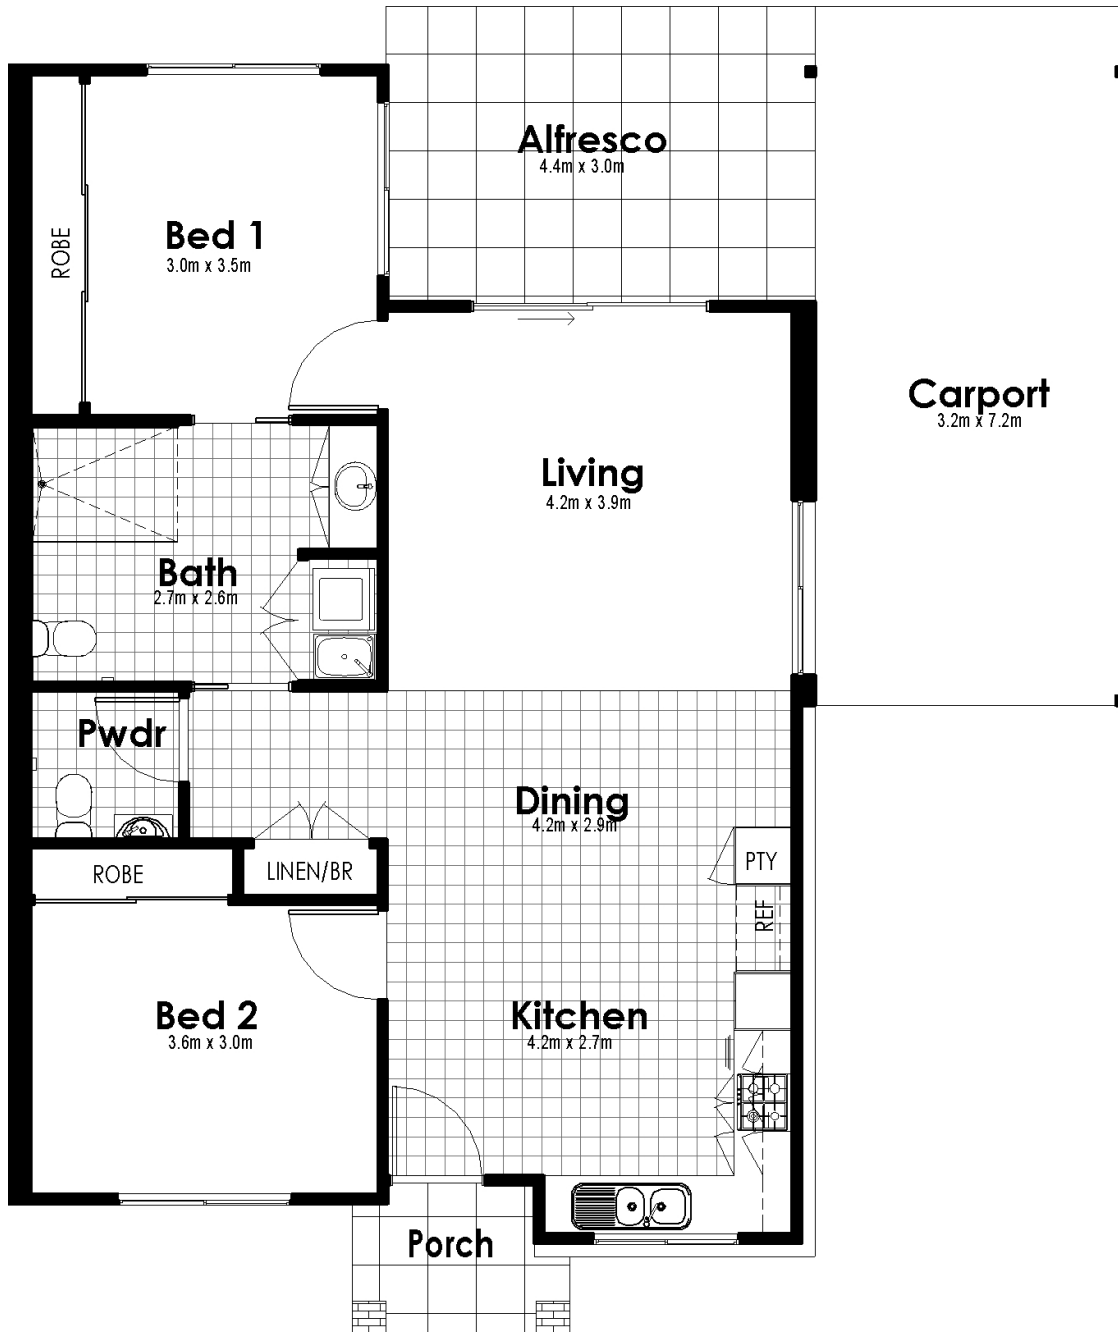 Alfresco
4.4m x 3.0m
Bed 1
3.0m x 3.5m
ROBE
Carport
3.2m x 7.2m
Living
4.2m x 3.9m
Bath
2.7m x 2.6m
Pwdr
Dining
4.2m x 2.9m
PTY
ROBE
LINEN/BR
REF
Bed 2
3.6m x 3.0m
Kitchen
4.2m x 2.7m
Porch